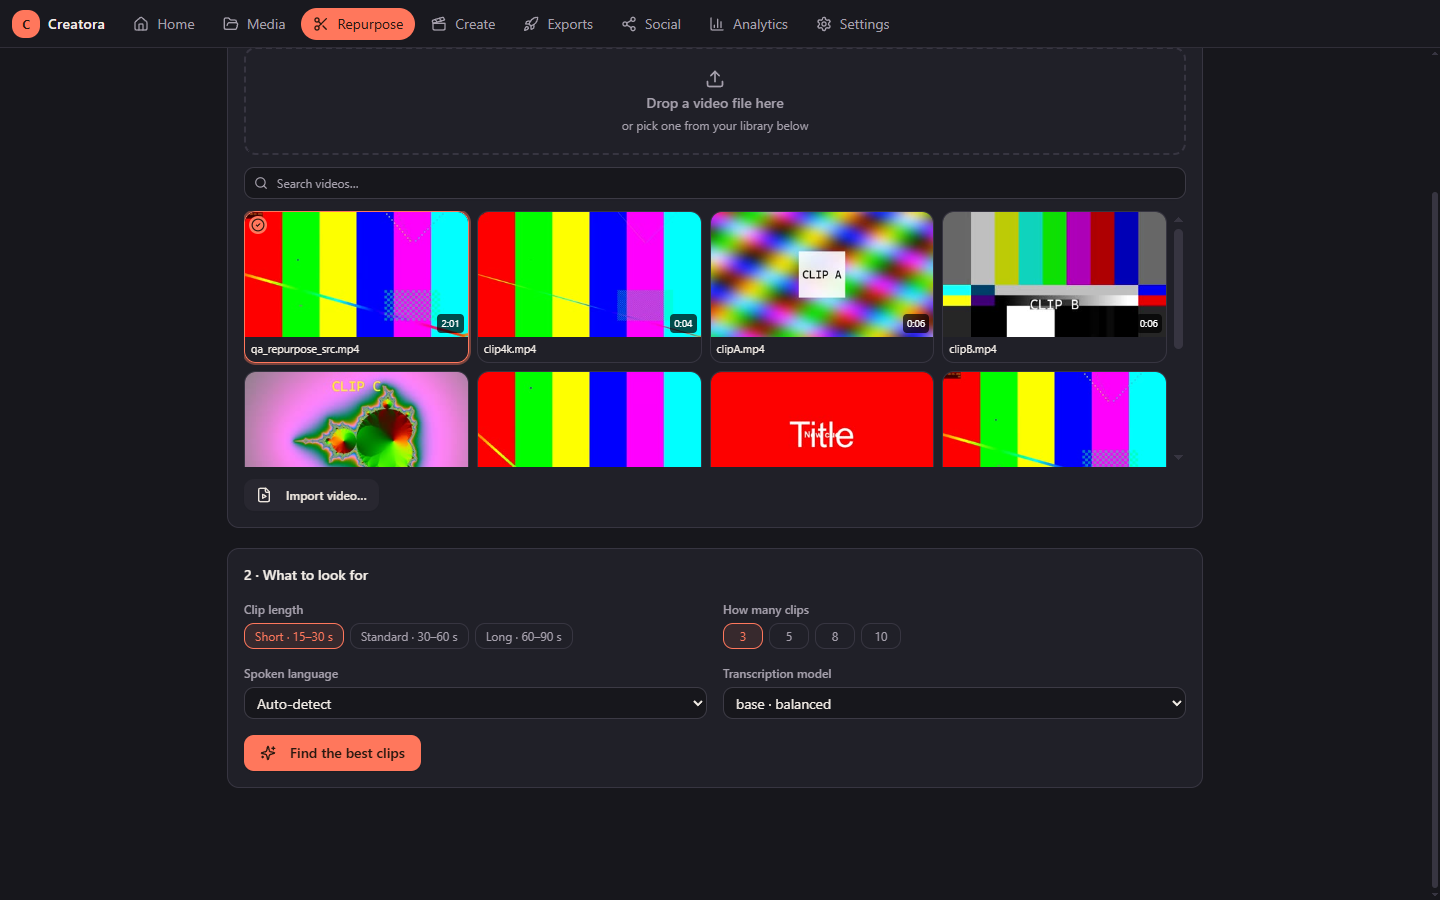 C Creatora Home Media Repurpose Create Exports Social Analytics Settings
Drop a video file here
or pick one from your library below
Search videos...
2:01
0:04
CLIP A
0:06
CLIP B
0:06
qa_repurpose_src.mp4
clip4k.mp4
clipA.mp4
clipB.mp4
CLIP C
Title
Import video...
2 · What to look for
Clip length
Short · 15–30 s
Standard · 30–60 s
Long · 60–90 s
How many clips
3
5
8
10
Spoken language
Auto-detect
Transcription model
base · balanced
Find the best clips